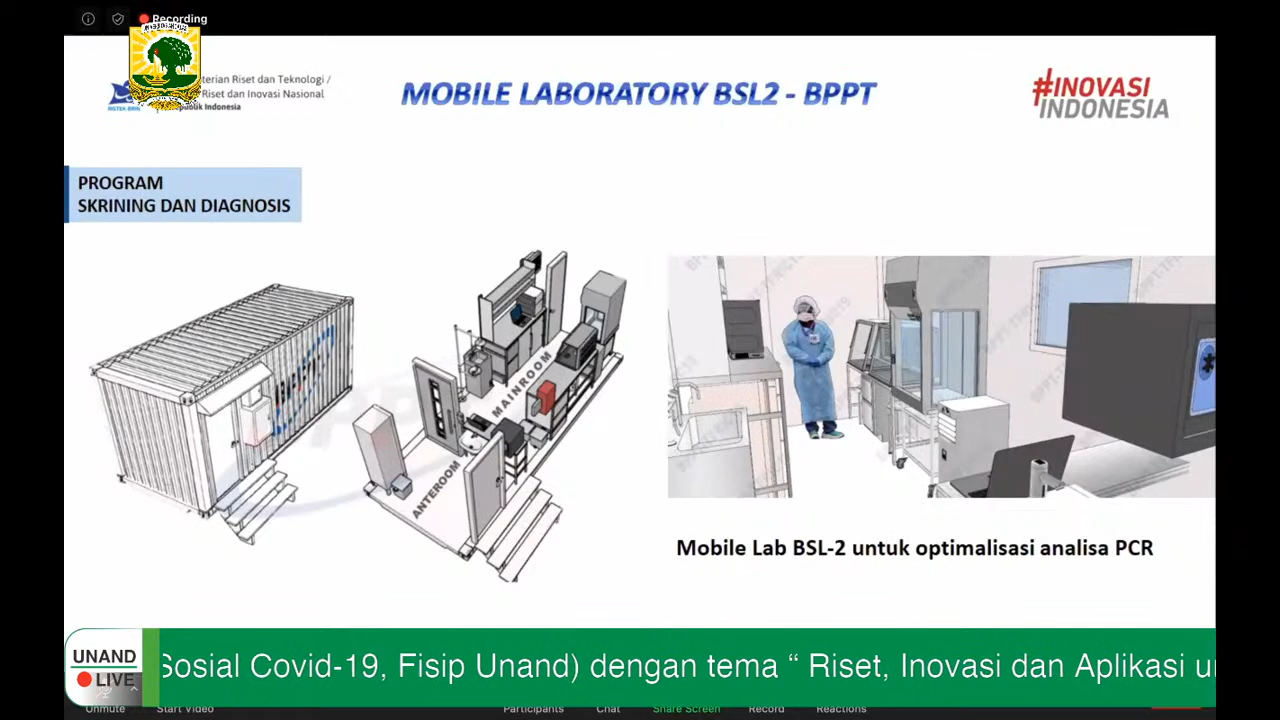 Recording
terian Riset dan Teknologi /
Riset dan Inovasi Nasional
publik Indonesia
MOBILE LABORATORY BSL2 - BPPT
#INOVASI
INDONESIA
PROGRAM
SKRINING DAN DIAGNOSIS
MAINROOM
ANTEROOM
Mobile Lab BSL-2 untuk optimalisasi analisa PCR
UNAND
LIVE
Sosial Covid-19, Fisip Unand) dengan tema “ Riset, Inovasi dan Aplikasi u
Unmute
Start Video
Participants
Chat
Share Screen
Record
Reactions